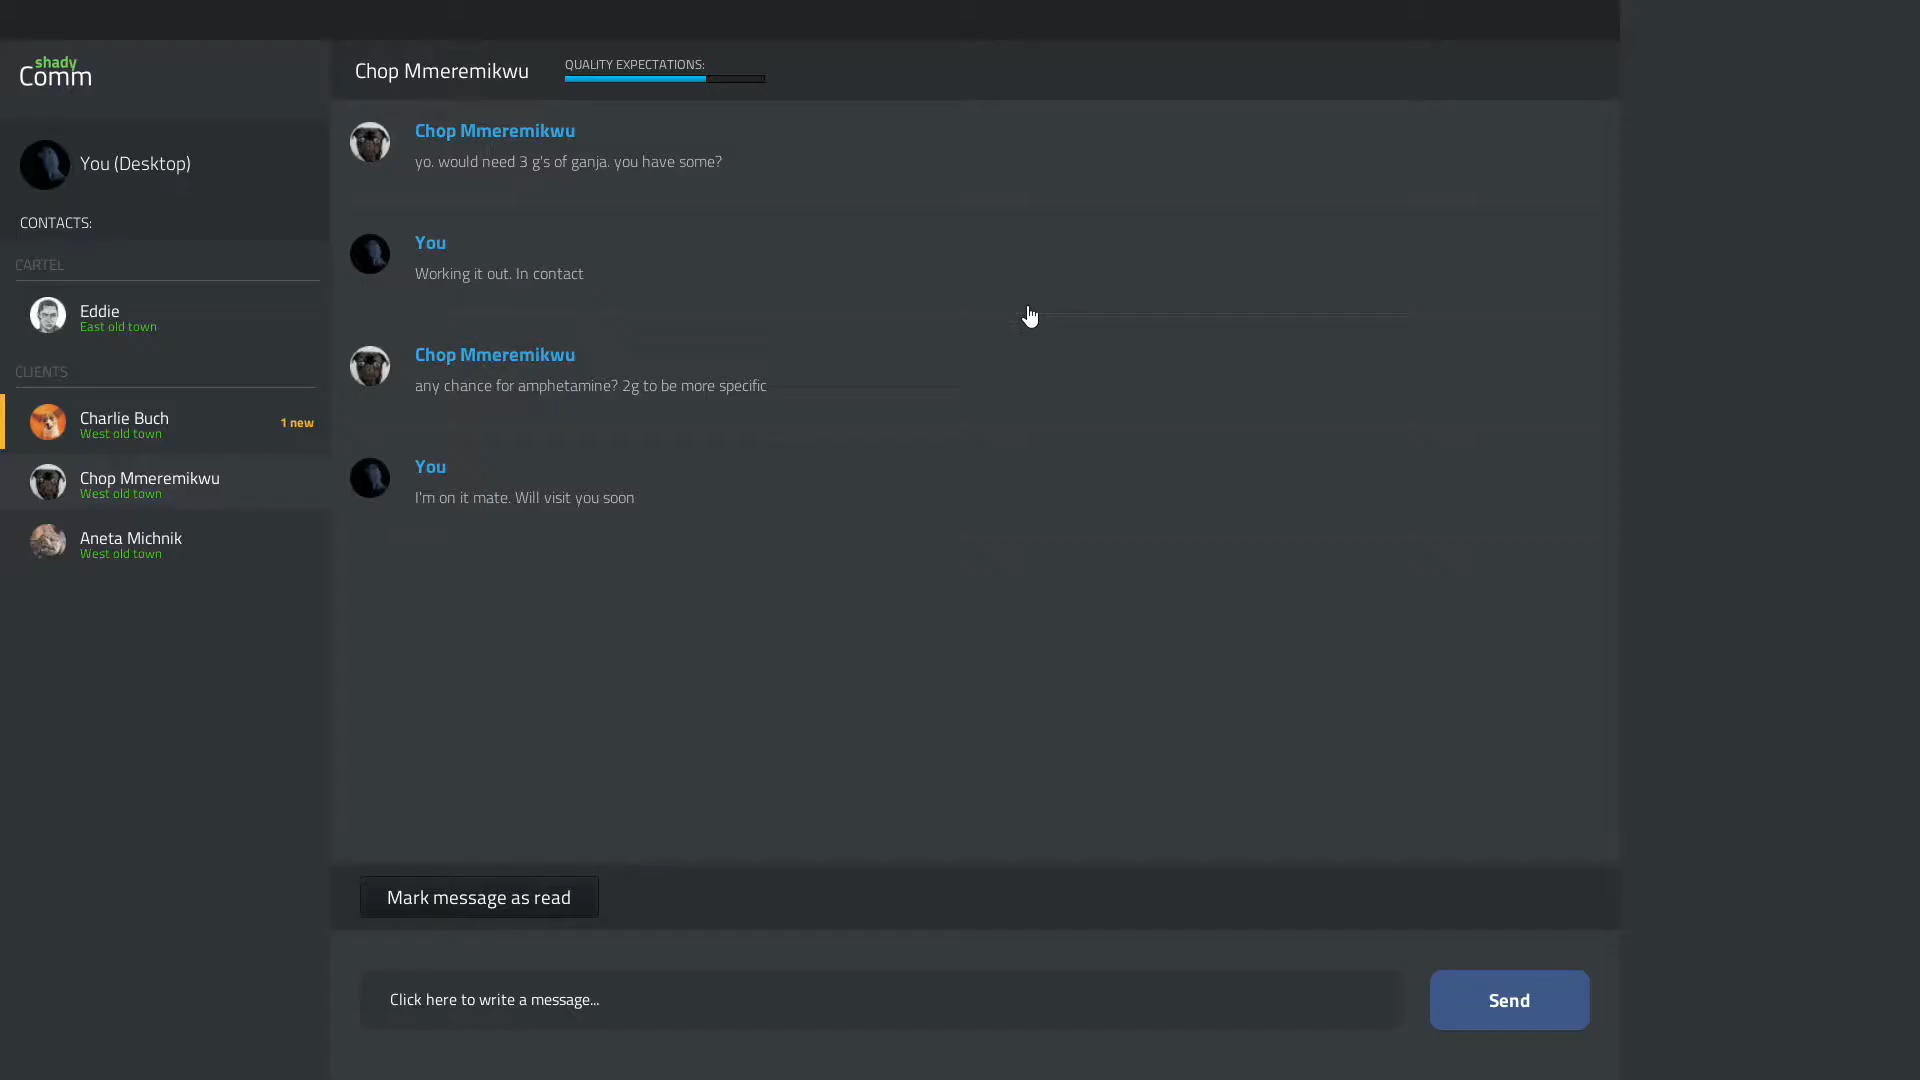 shady
Comm
You (Desktop)
CONTACTS:
CARTEL
Eddie
East old town
CLIENTS
Charlie Buch
West old town
1 new
Chop Mmeremikwu
West old town
Aneta Michnik
West old town
Chop Mmeremikwu
QUALITY EXPECTATIONS:
Chop Mmeremikwu
yo. would need 3 g's of ganja. you have some?
You
Working it out. In contact
Chop Mmeremikwu
any chance for amphetamine? 2g to be more specific
You
I'm on it mate. Will visit you soon
Mark message as read
Click here to write a message...
Send